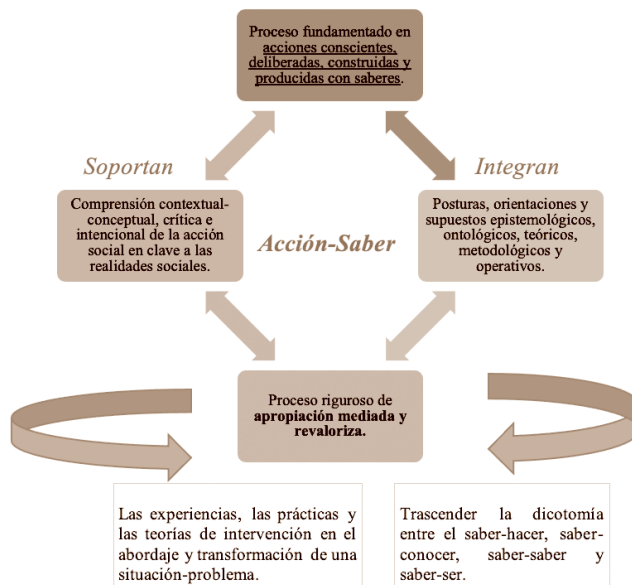 Proceso fundamentado en
acciones conscientes,
deliberadas, construidas y
producidas con saberes.
Soportan
Integran
Comprensión contextual-
conceptual, crítica e
intencional de la acción
social en clave a las
realidades sociales.
Acción-Saber
Posturas, orientaciones y
supuestos epistemológicos,
ontológicos, teóricos,
metodológicos y
operativos.
Proceso riguroso de
apropiación mediada y
revaloriza.
Las experiencias, las prácticas y
las teorías de intervención en el
abordaje y transformación de una
situación-problema.
Trascender la dicotomía
entre el saber-hacer, saber-
conocer, saber-saber y
saber-ser.